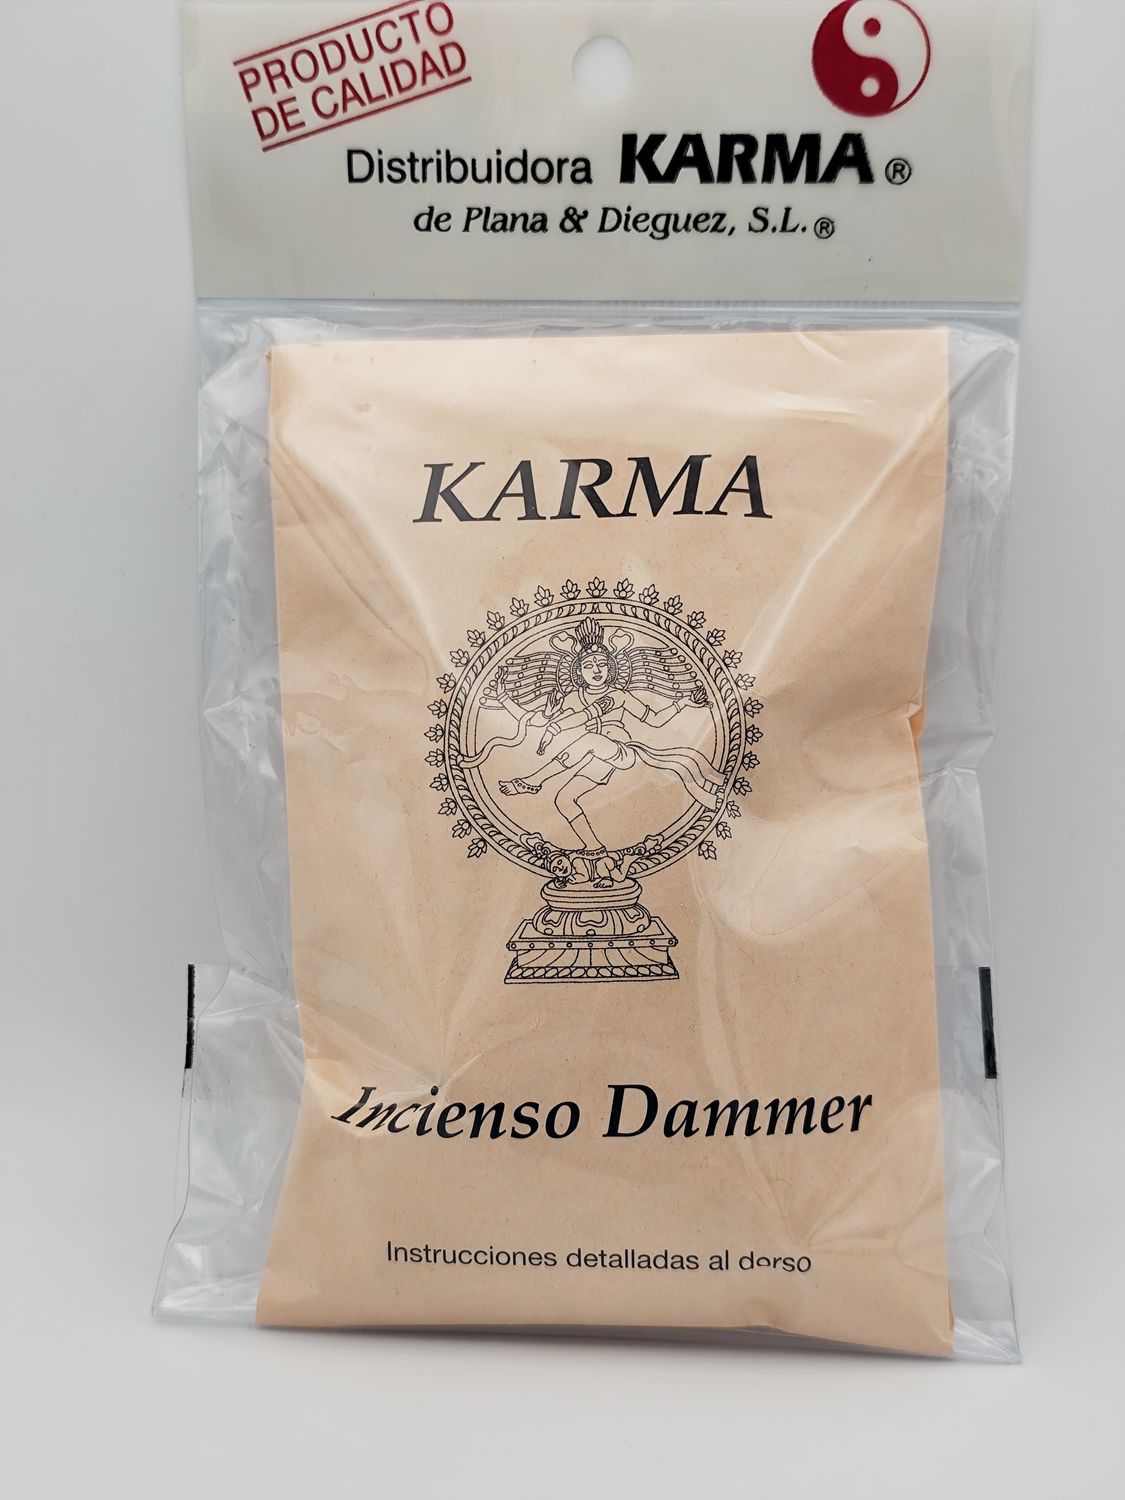 PRODUCTO
DE CALIDAD
Distribuidora KARMA ®
de Plana & Dieguez, S.L. ®
KARMA
Incienso Dammer
Instrucciones detalladas al dorso